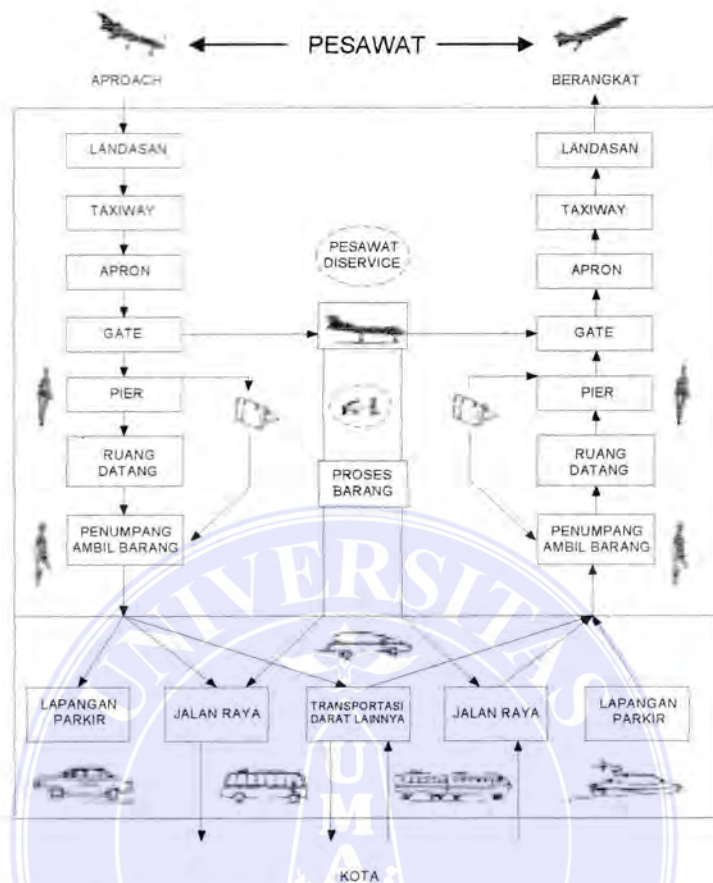 PESAWAT
APROACH
BERANGKAT
LANDASAN
LANDASAN
TAXIWAY
TAXIWAY
PESAWAT
DISERVICE
APRON
APRON
GATE
GATE
PIER
PIER
RUANG
DATANG
PROSES
BARANG
RUANG
DATANG
PENUMPANG
AMBIL BARANG
PENUMPANG
AMBIL BARANG
UNIVERSITAS
LAPANGAN
PARKIR
JALAN RAYA
TRANSPORTASI
DARAT LAINNYA
JALAN RAYA
LAPANGAN
PARKIR
UMA
KOTA